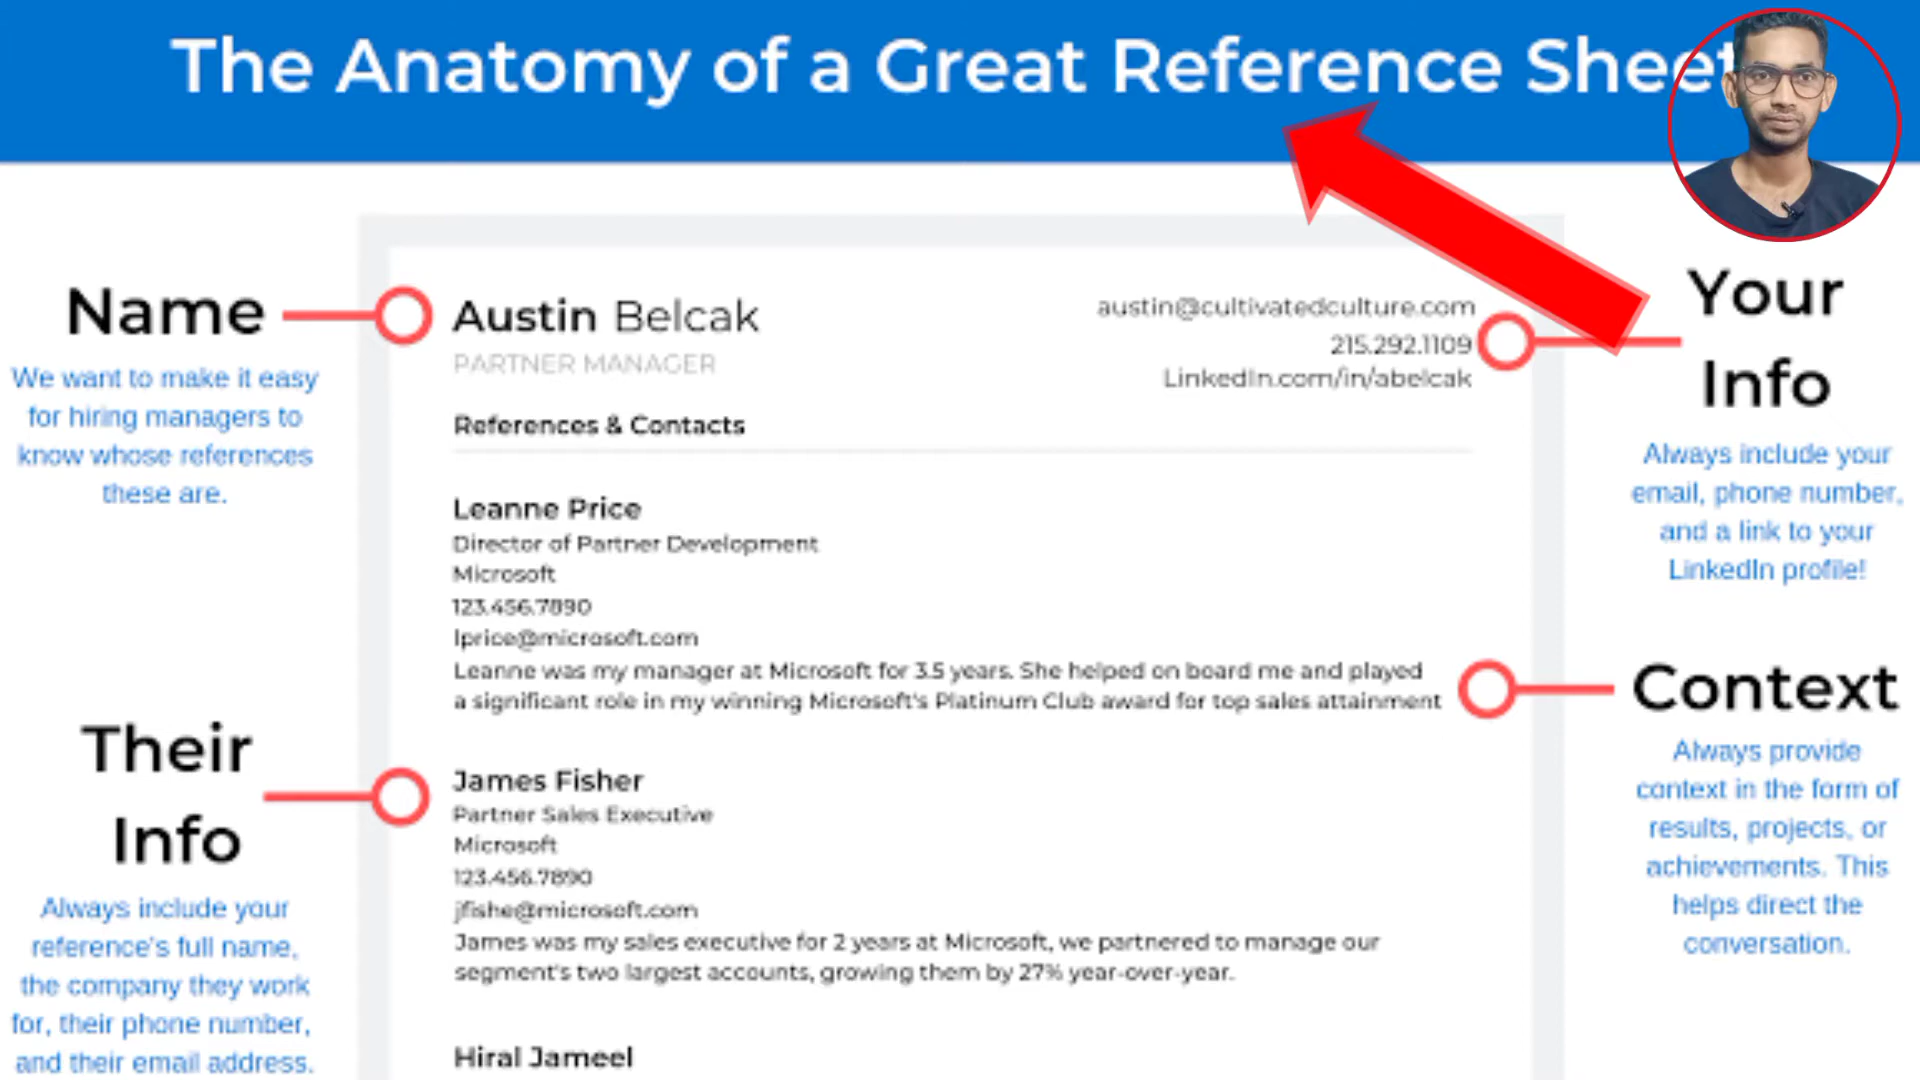 The Anatomy of a Great Reference Sheet
Name
We want to make it easy
for hiring managers to
know whose references
these are.
Their
Info
Always include your
reference's full name,
the company they work
for, their phone number,
and their email address.
Austin Belcak
PARTNER MANAGER
austin@cultivatedculture.com
215.292.1109
LinkedIn.com/in/abelcak
References & Contacts
Leanne Price
Director of Partner Development
Microsoft
123.456.7890
lprice@microsoft.com
Leanne was my manager at Microsoft for 3.5 years. She helped on board me and played
a significant role in my winning Microsoft's Platinum Club award for top sales attainment
James Fisher
Partner Sales Executive
Microsoft
123.456.7890
jfishe@microsoft.com
James was my sales executive for 2 years at Microsoft, we partnered to manage our
segment's two largest accounts, growing them by 27% year-over-year.
Hiral Jameel
Your
Info
Always include your
email, phone number,
and a link to your
LinkedIn profile!
Context
Always provide
context in the form of
results, projects, or
achievements. This
helps direct the
conversation.